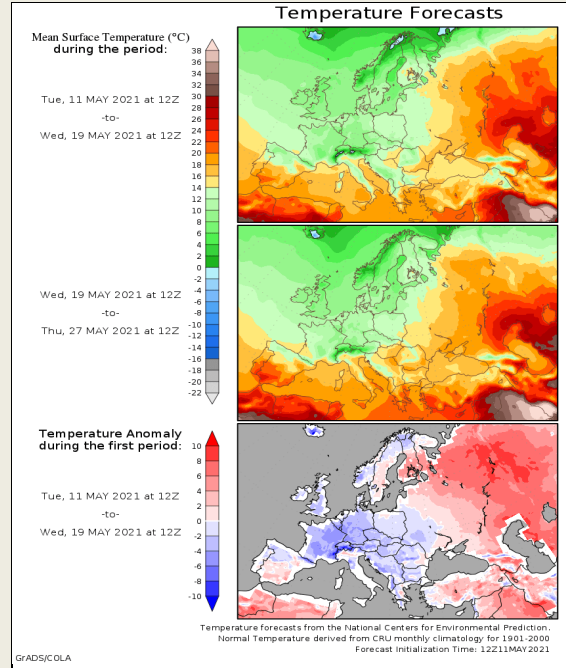 Temperature Forecasts
Mean Surface Temperature (°C)
during the period:
Tue, 11 MAY 2021 at 12Z
-to-
Wed, 19 MAY 2021 at 12Z
38
36
34
32
30
28
26
24
22
20
18
16
14
12
10
8
6
4
2
0
-2
-4
-6
-8
-10
-12
-14
-16
-18
-20
-22
Wed, 19 MAY 2021 at 12Z
-to-
Thu, 27 MAY 2021 at 12Z
Temperature Anomaly
during the first period:
Tue, 11 MAY 2021 at 12Z
-to-
Wed, 19 MAY 2021 at 12Z
10
8
6
4
2
0
-2
-4
-6
-8
-10
Temperature forecasts from the National Centers for Environmental Prediction.
Normal Temperature derived from CRU monthly climatology for 1901-2000
Forecast Initialization Time: 12Z11MAY2021
GrADS/COLA